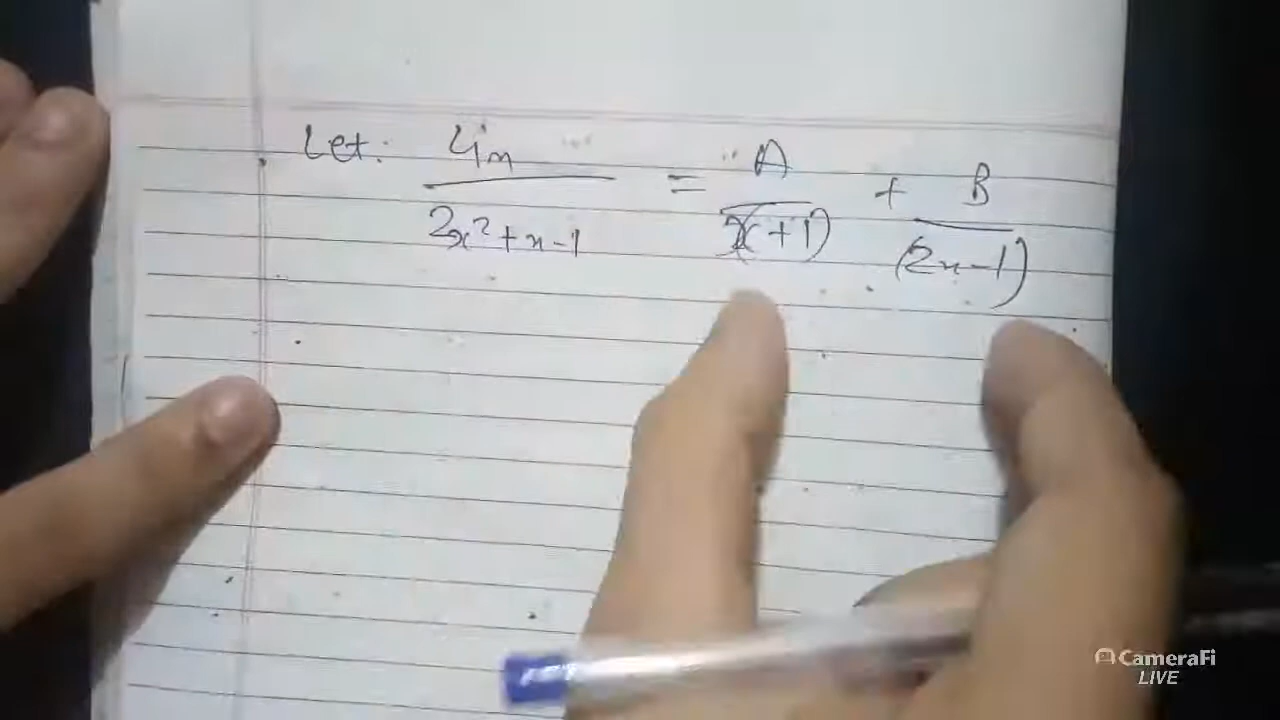 Let: 4x = A + B
2x²+x-1 (x+1) (2x-1)
CameraFi
LIVE